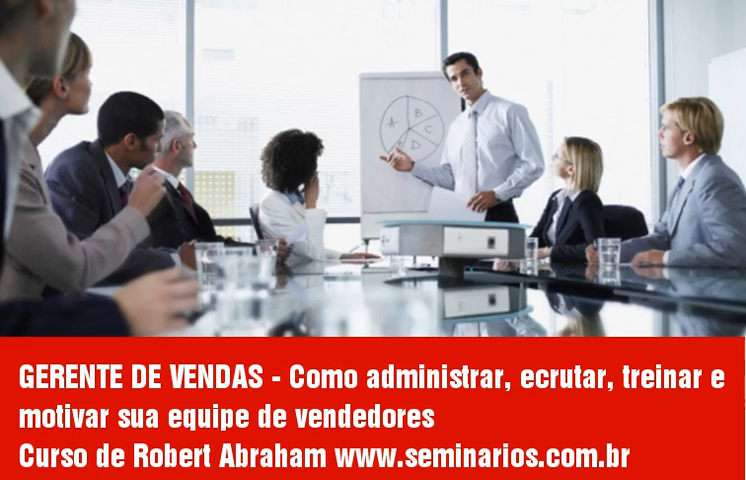 A
B
C
D
GERENTE DE VENDAS - Como administrar, ecrutar, treinar e
motivar sua equipe de vendedores
Curso de Robert Abraham www.seminarios.com.br